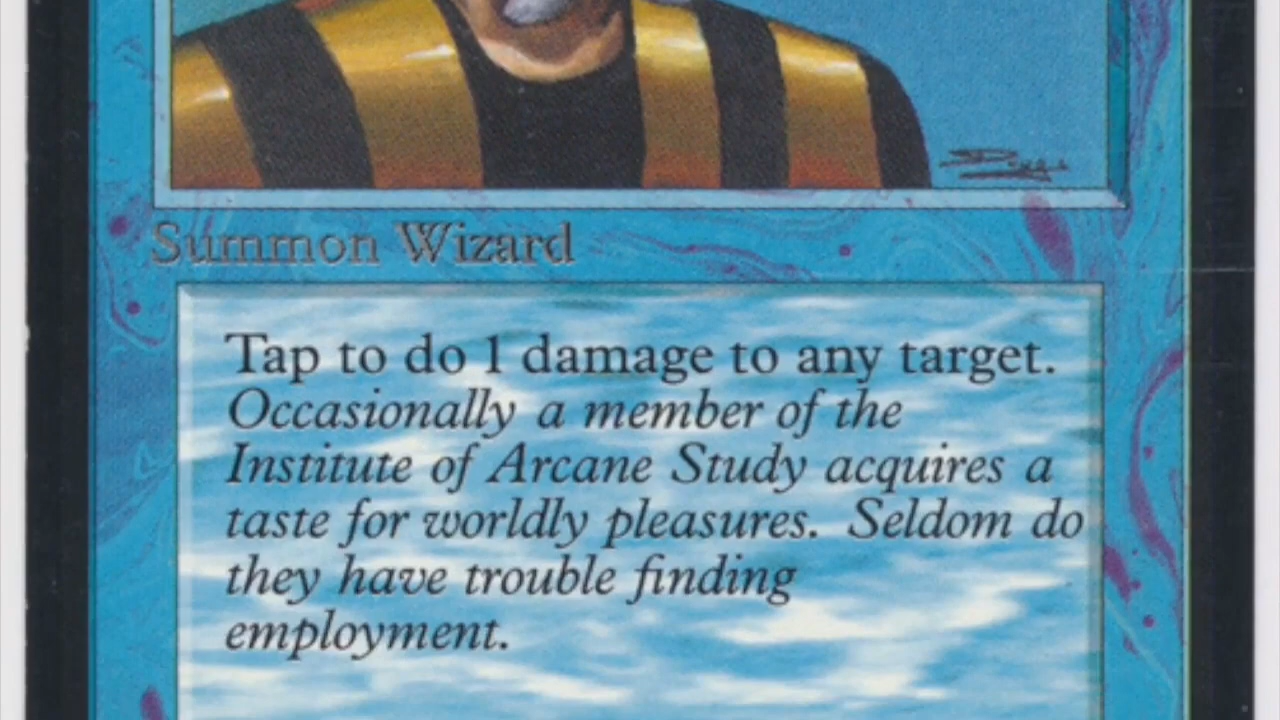 Summon Wizard
Tap to do 1 damage to any target.
Occasionally a member of the
Institute of Arcane Study acquires a
taste for worldly pleasures. Seldom do
they have trouble finding
employment.